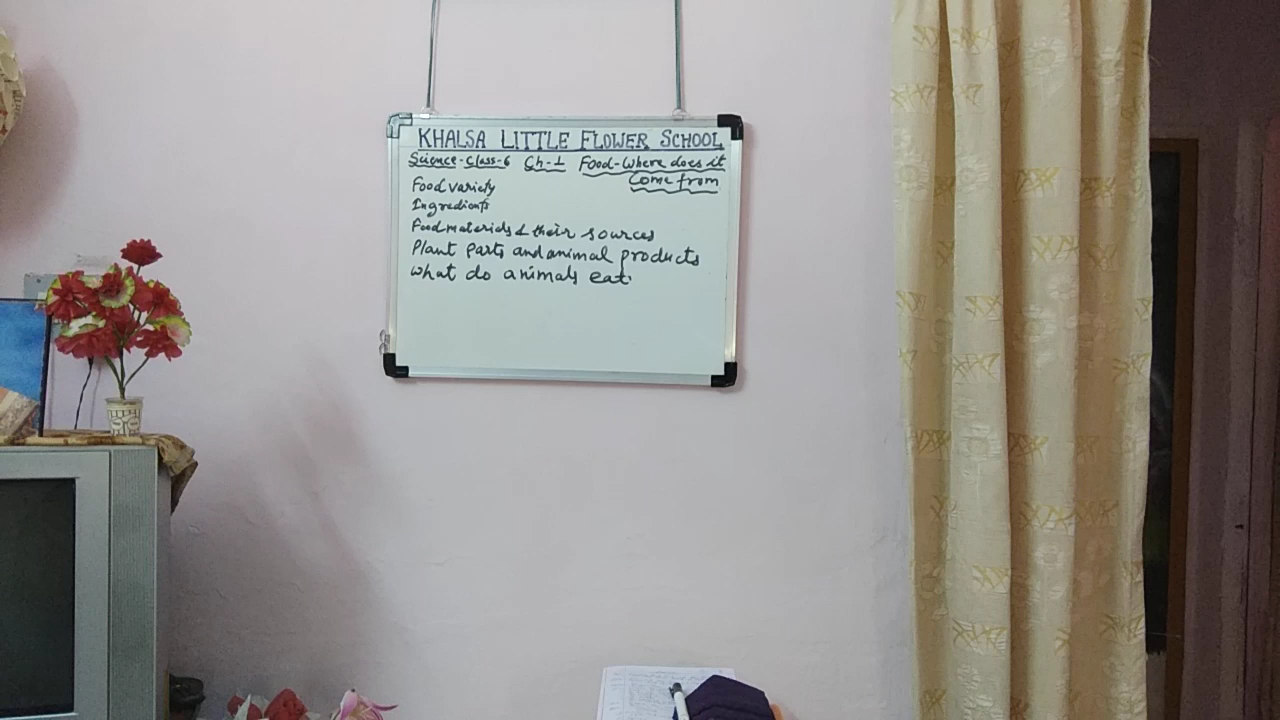 KHALSA LITTLE FLOWER SCHOOL
Science-Class-6 Ch-1 Food-Where does it
Come from
Food variety
Ingredients
Food materials & their sources
Plant Parts and animal products
What do animals eat